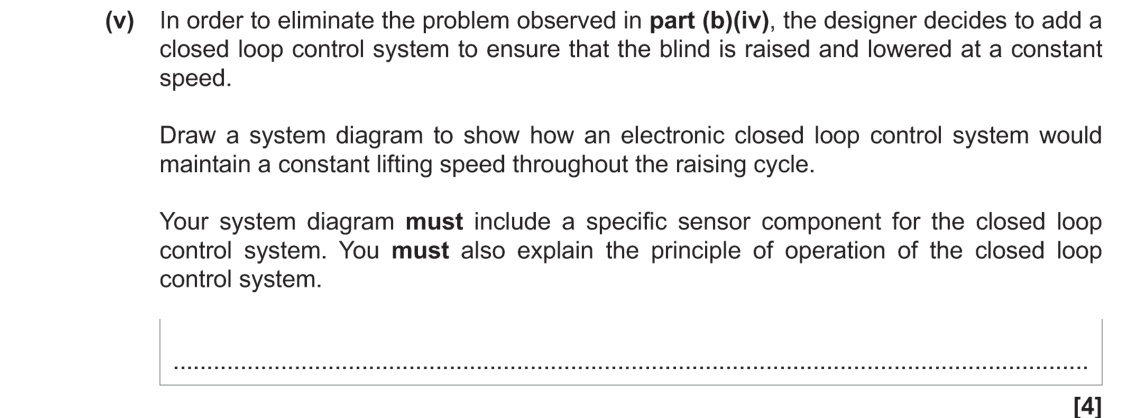 (v) In order to eliminate the problem observed in part (b)(iv), the designer decides to add a
closed loop control system to ensure that the blind is raised and lowered at a constant
speed.
Draw a system diagram to show how an electronic closed loop control system would
maintain a constant lifting speed throughout the raising cycle.
Your system diagram must include a specific sensor component for the closed loop
control system. You must also explain the principle of operation of the closed loop
control system.
[4]